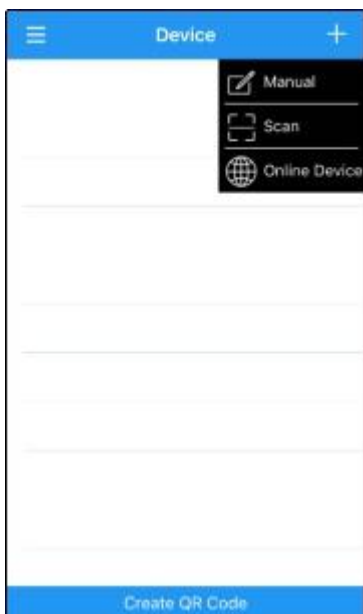 Device
Manual
Scan
Online Device
Create QR Code